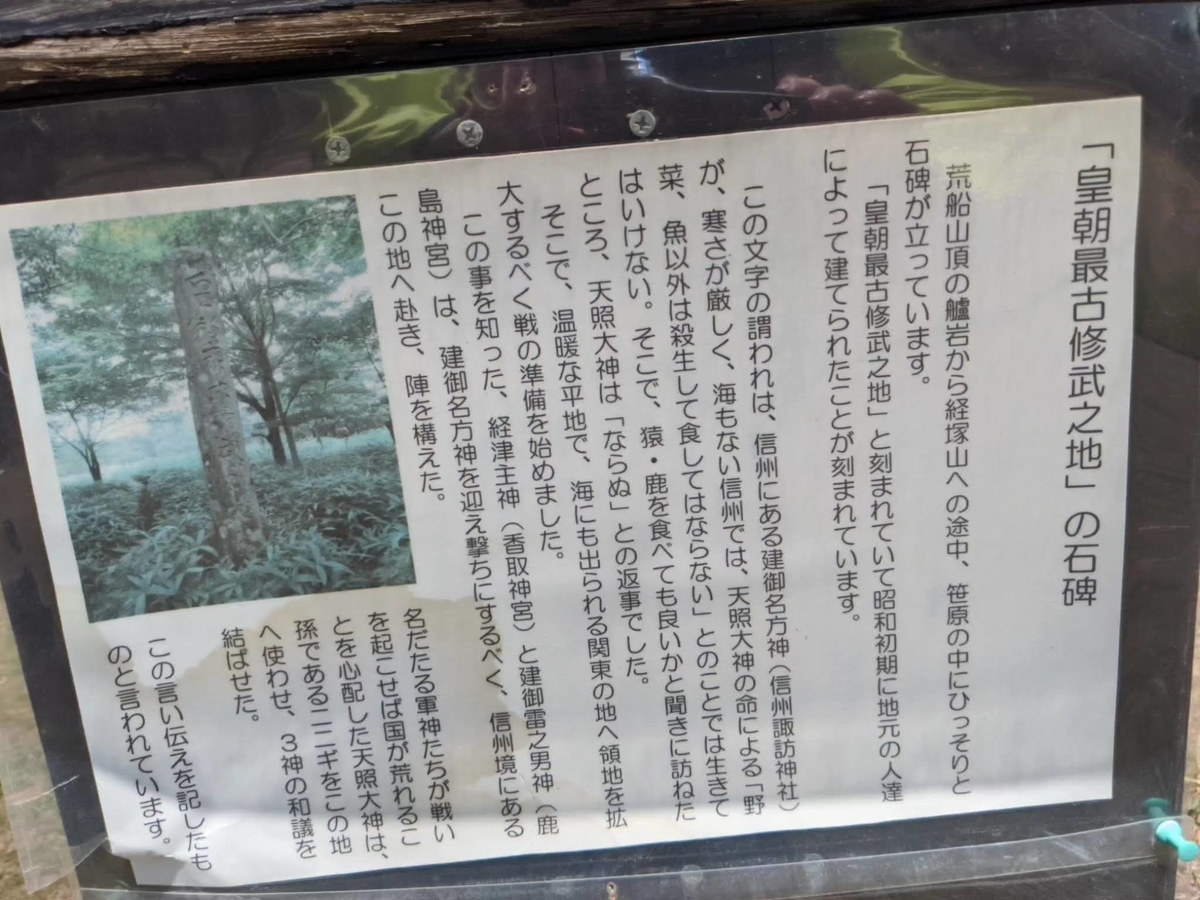 「皇朝最古修武之地」の石碑
荒船山頂の艫岩から経塚山への途中、笹原の中にひっそりと
石碑が立っています。
「皇朝最古修武之地」と刻まれていて昭和初期に地元の人達
によって建てられたことが刻まれています。
この文字の謂われは、信州にある建御名方神（信州諏訪神社）
が、寒さが厳しく、海もない信州では、天照大神の命による「野
菜、魚以外は殺生して食してはならない」とのことでは生きて
はいけない。そこで、猿・鹿を食べても良いかと聞きに訪ねた
ところ、天照大神は「ならぬ」との返事でした。
そこで、温暖な平地で、海にも出られる関東の地へ領地を拡
大するべく戦の準備を始めました。
この事を知った、経津主神（香取神宮）と建御雷之男神（鹿
島神宮）は、建御名方神を迎え撃ちにするべく、信州境にある
この地へ赴き、陣を構えた。
名だたる軍神たちが戦い
を起こせば国が荒れるこ
とを心配した天照大神は、
孫であるニニギをこの地
へ使わせ、3神の和議を
結ばせた。
この言い伝えを記したも
のと言われています。